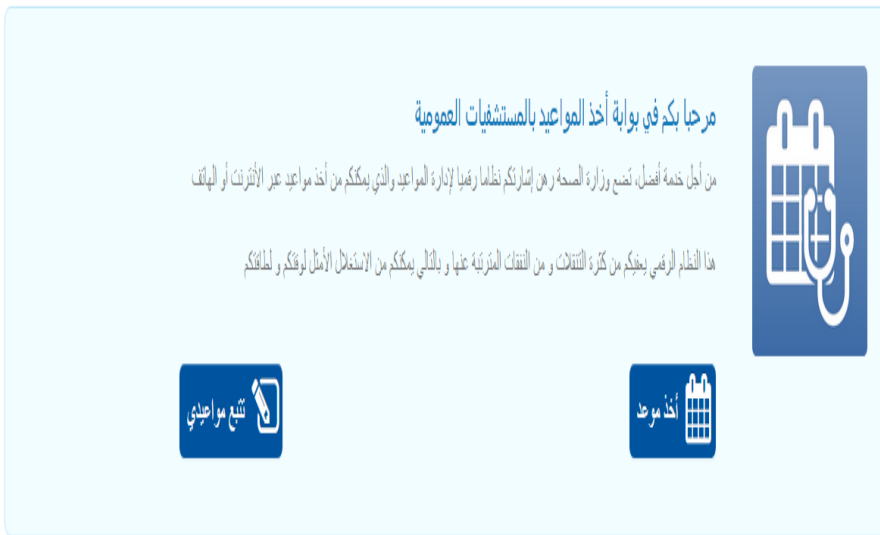 مرحبا بكم في بوابة أخذ المواعيد بالمستشفيات العمومية
من أجل خدمة أفضل، تضع وزارة الصحة رهن إشارتكم نظاما رقميا لإدارة المواعيد والذي يمكنكم من أخذ مواعيد عبر الأنترنت أو الهاتف
هذا النظام الرقمي يعفيكم من كثرة التنقلات و من النفقات المترتبة عنها و بالتالي يمكنكم من الاستغلال الأمثل لوقتكم و لطاقتكم
أخذ موعد
تتبع مواعيدي